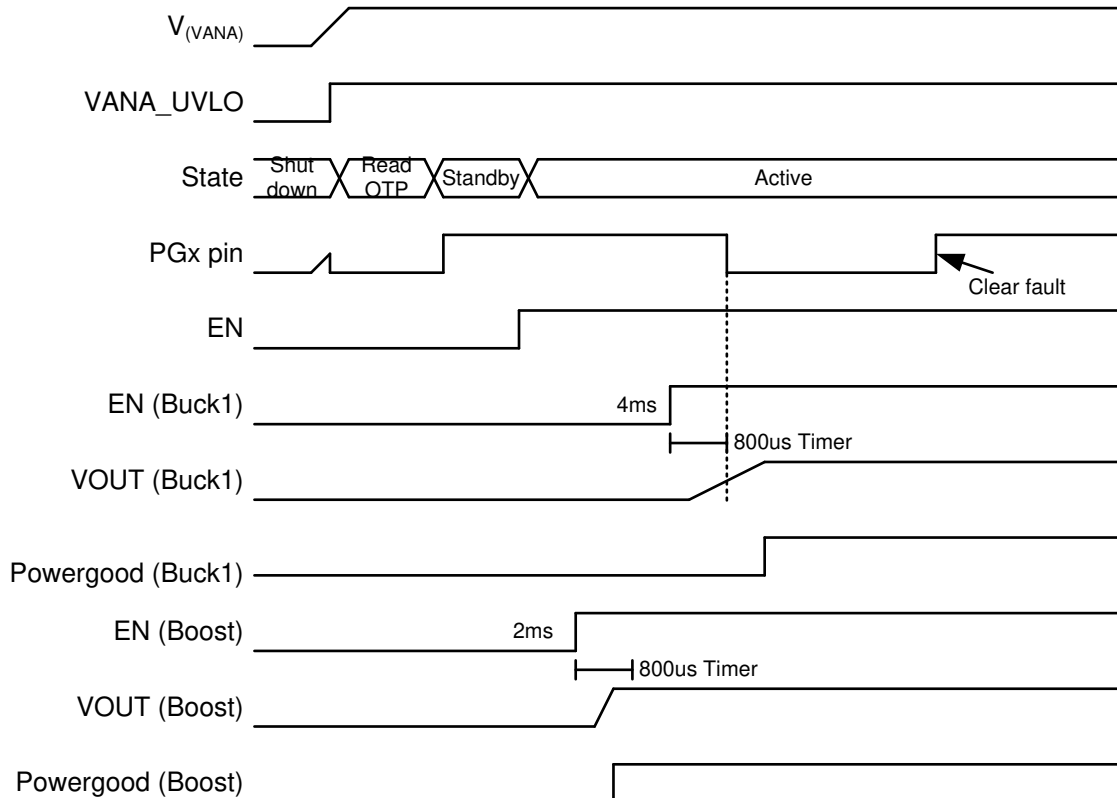 V(VANA)
VANA_UVLO
State
Shut
down
Read
OTP
Standby
Active
PGx pin
Clear fault
EN
EN (Buck1)
4ms
800us Timer
VOUT (Buck1)
Powergood (Buck1)
EN (Boost)
2ms
800us Timer
VOUT (Boost)
Powergood (Boost)